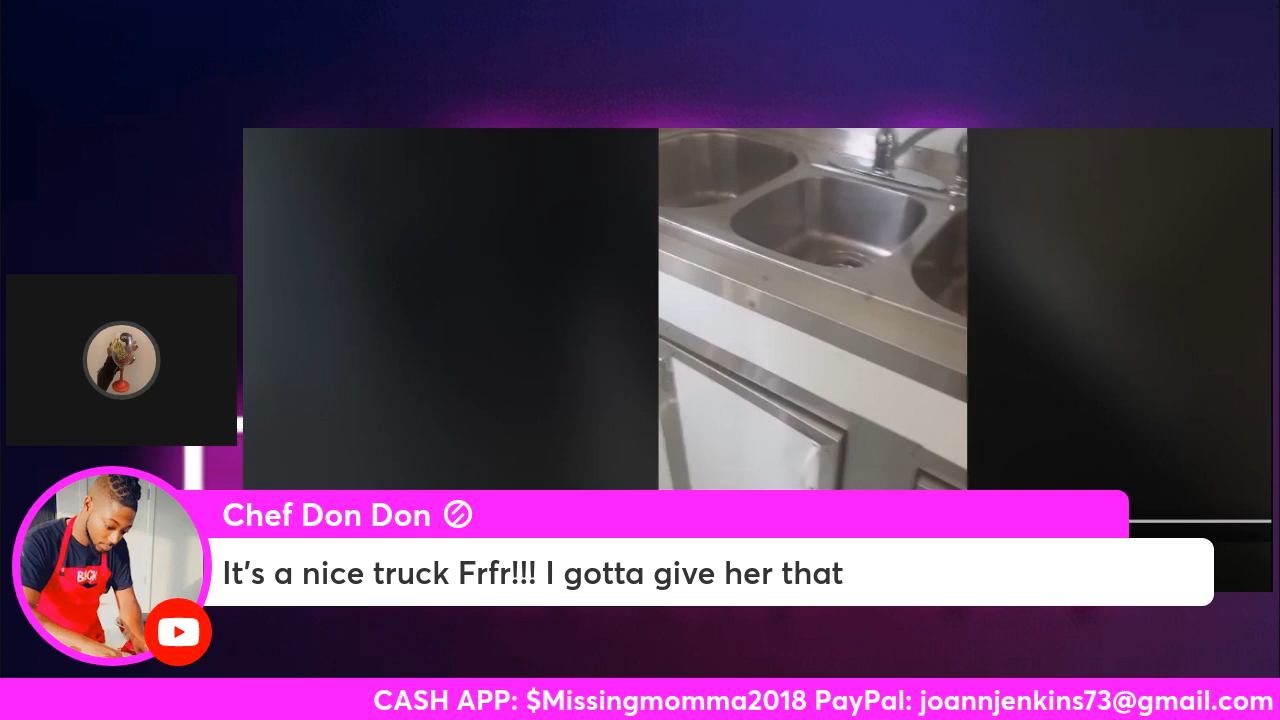 Chef Don Don
It's a nice truck Frfr!!! I gotta give her that
CASH APP: $Missingmomma2018 PayPal: joannjenkins73@gmail.com